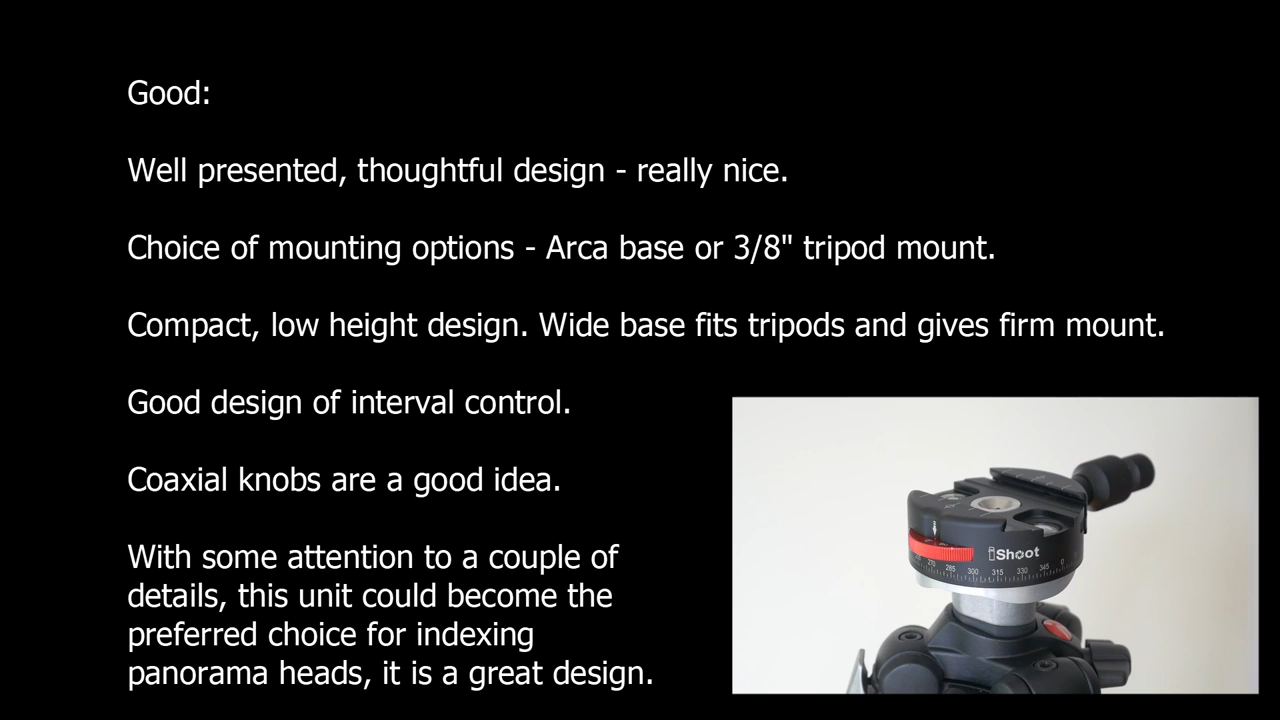 Good:
Well presented, thoughtful design - really nice.
Choice of mounting options - Arca base or 3/8" tripod mount.
Compact, low height design. Wide base fits tripods and gives firm mount.
Good design of interval control.
Coaxial knobs are a good idea.
With some attention to a couple of
details, this unit could become the
preferred choice for indexing
panorama heads, it is a great design.
iShoot
270 285 300 315 330 345 0